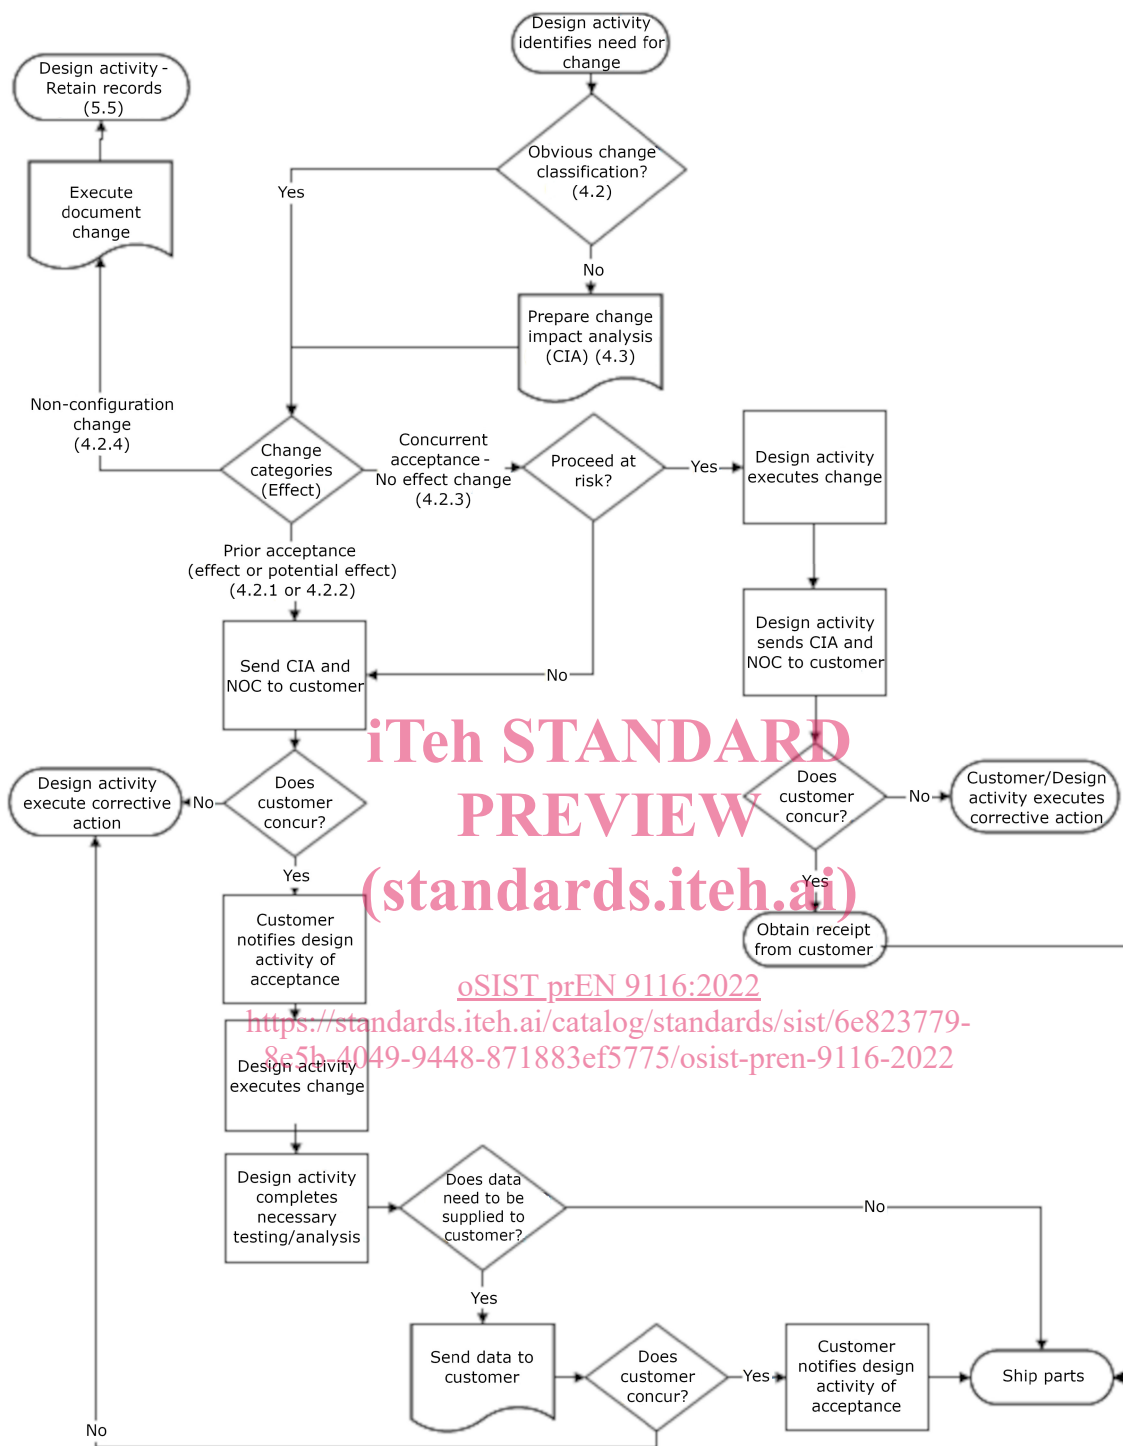 Design activity
identifies need for
change
Design activity -
Retain records
(5.5)
Obvious change
classification?
(4.2)
Yes
Execute
document
change
No
Prepare change
impact analysis
(CIA) (4.3)
Non-configuration
change
(4.2.4)
Change
categories
(Effect)
Concurrent
acceptance -
No effect change
(4.2.3)
Proceed at
risk?
Yes
Design activity
executes change
Prior acceptance
(effect or potential effect)
(4.2.1 or 4.2.2)
Send CIA and
NOC to customer
No
Design activity
sends CIA and
NOC to customer
iTeh STANDARD
PREVIEW
(standards.iteh.ai)
Design activity
execute corrective
action
No
Does
customer
concur?
Does
customer
concur?
No
Customer/Design
activity executes
corrective action
Yes
Yes
Customer
notifies design
activity of
acceptance
Obtain receipt
from customer
oSIST prEN 9116:2022
https://standards.iteh.ai/catalog/standards/sist/6e823779-
8e5b-4049-9448-871883ef5775/osist-pren-9116-2022
Design activity
executes change
Design activity
completes
necessary
testing/analysis
Does data
need to be
supplied to
customer?
No
Yes
Send data to
customer
Does
customer
concur?
Yes
Customer
notifies design
activity of
acceptance
Ship parts
No